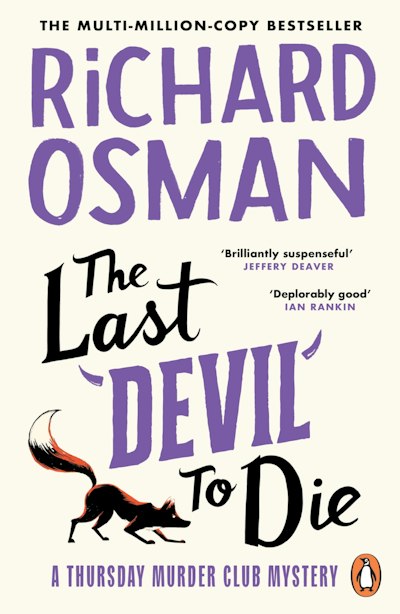 THE MULTI-MILLION-COPY BESTSELLER
RiCHARD
OSMAN
'Brilliantly suspenseful'
JEFFERY DEAVER
'Deplorably good'
IAN RANKIN
The
Last
DEVIL
To Die
A THURSDAY MURDER CLUB MYSTERY